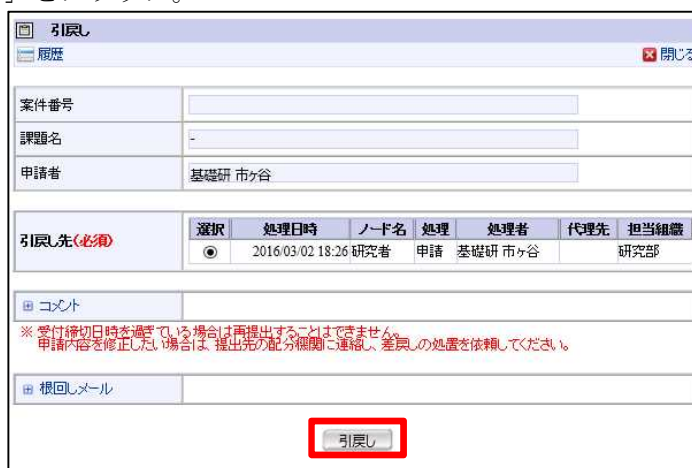 」をクリック。
引戻し
履歴 閉じる
案件番号
課題名 -
申請者 基礎研 市ヶ谷
引戻し先(必須)
選択 処理日時 ノード名 処理 処理者 代理先 担当組織
2016/03/02 18:26 研究者 申請 基礎研 市ヶ谷 研究部
コメント
※ 受付締切日時を過ぎている場合は再提出することはできません。
申請内容を修正したい場合は、提出先の配分機関に連絡し、差戻しの処置を依頼してください。
根回しメール
引戻し